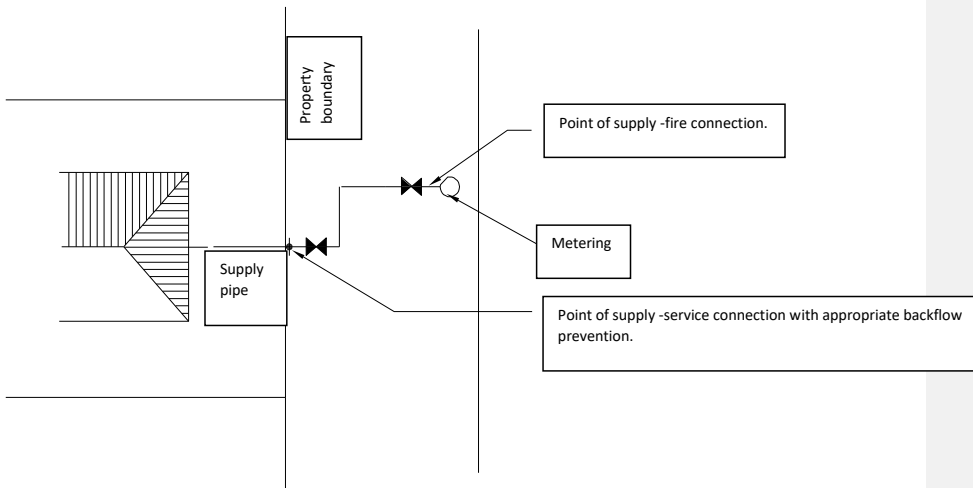 Property
boundary
Point of supply -fire connection.
Metering
Supply
pipe
Point of supply -service connection with appropriate backflow
prevention.